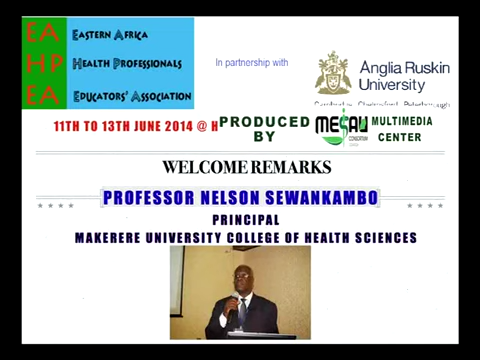 EA EASTERN AFRICA
HP HEALTH PROFESSIONALS
EA EDUCATORS' ASSOCIATION
In partnership with
Anglia Ruskin
University
11TH TO 13TH JUNE 2014 @ H
PRODUCED
BY
MESAU
CONSORTIUM
MULTIMEDIA
CENTER
WELCOME REMARKS
PROFESSOR NELSON SEWANKAMBO
PRINCIPAL
MAKERERE UNIVERSITY COLLEGE OF HEALTH SCIENCES